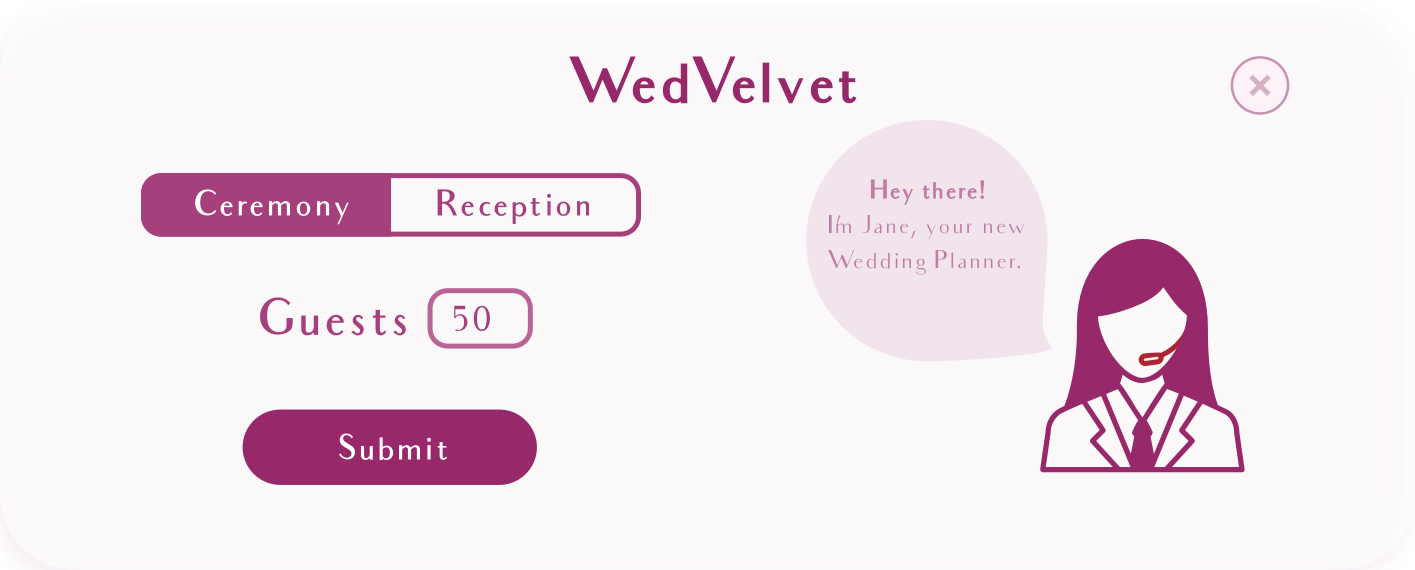 WedVelvet
Ceremony Reception
Guests 50
Submit
Hey there!
I'm Jane, your new
Wedding Planner.